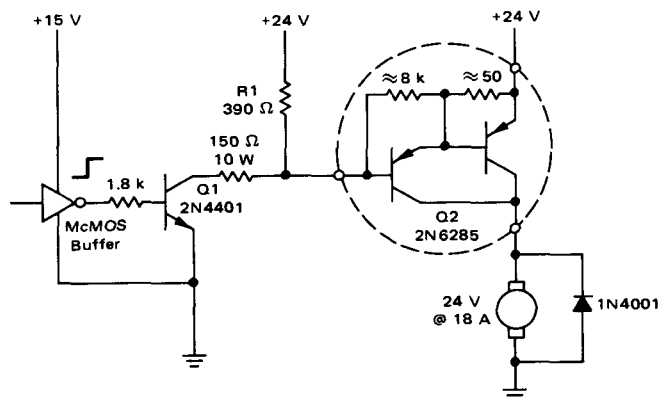 +15 V
+24 V
+24 V
R1
390 Ω
≈8 k
≈50
150 Ω
10 W
1.8 k
Q1
2N4401
McMOS
Buffer
Q2
2N6285
24 V
@ 18 A
1N4001